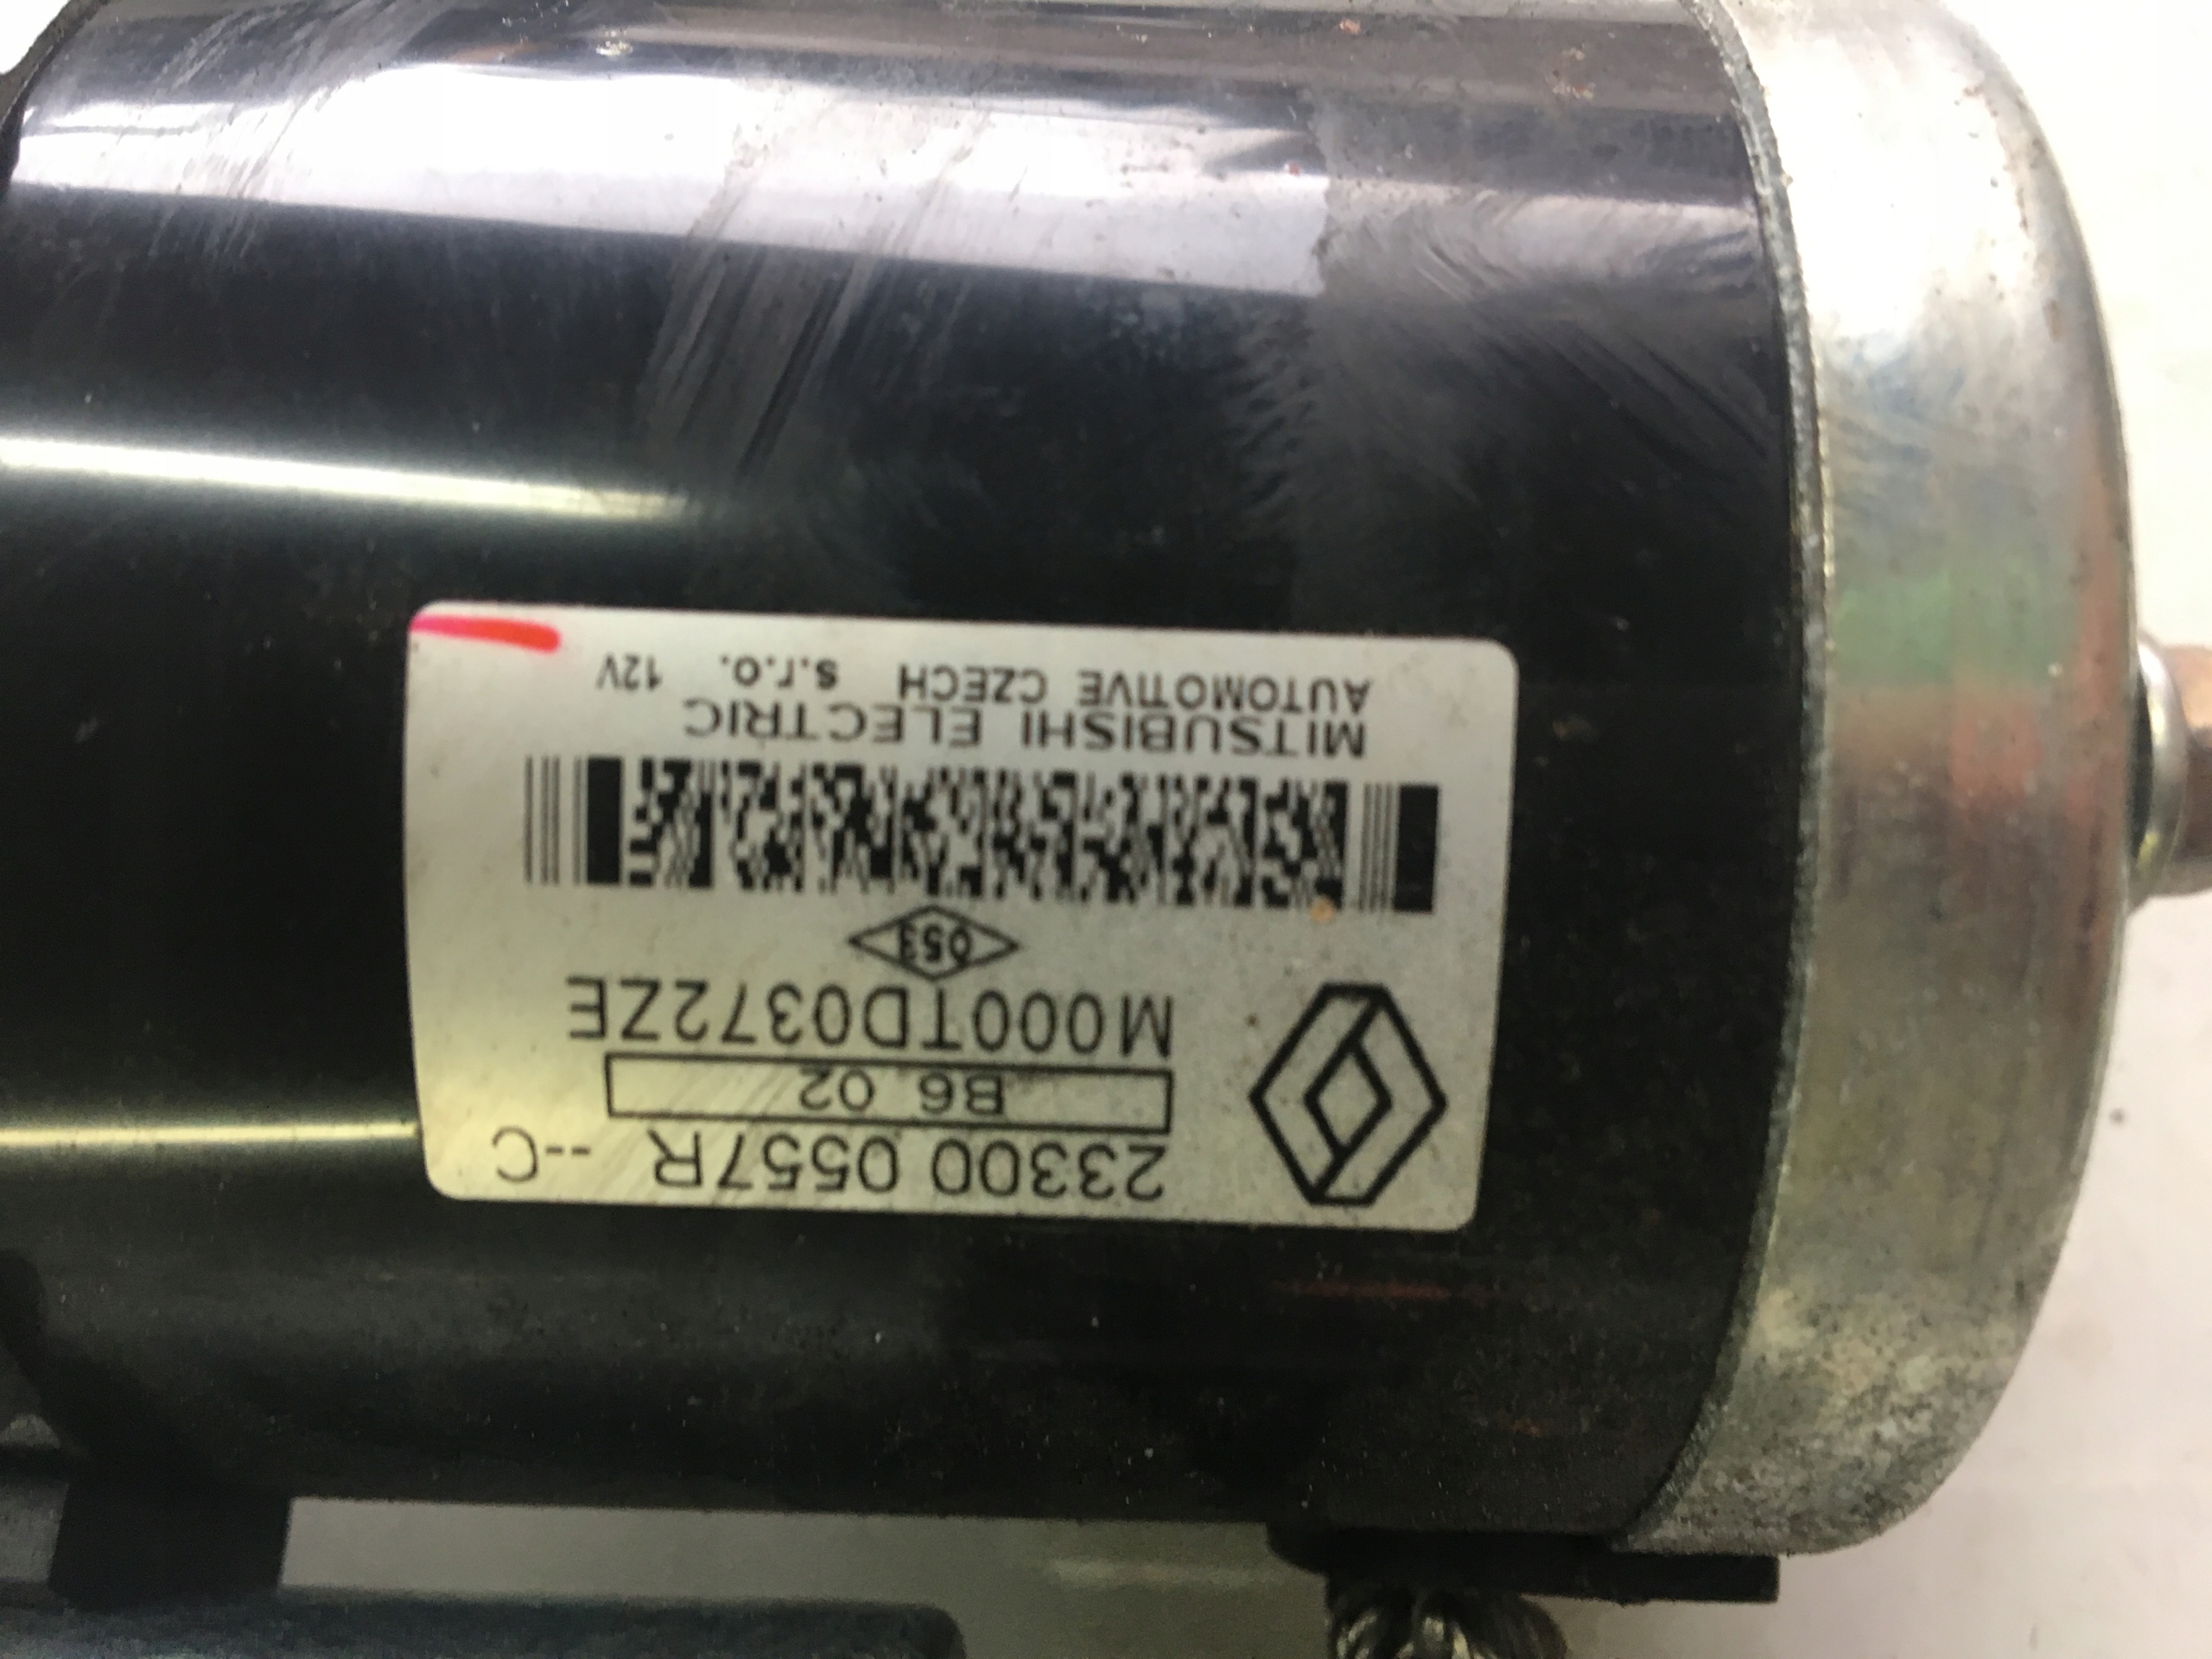 23300 0557R --C
B6 02
M000TD0372ZE
053
MITSUBISHI ELECTRIC
AUTOMOTIVE CZECH s.r.o. 12V